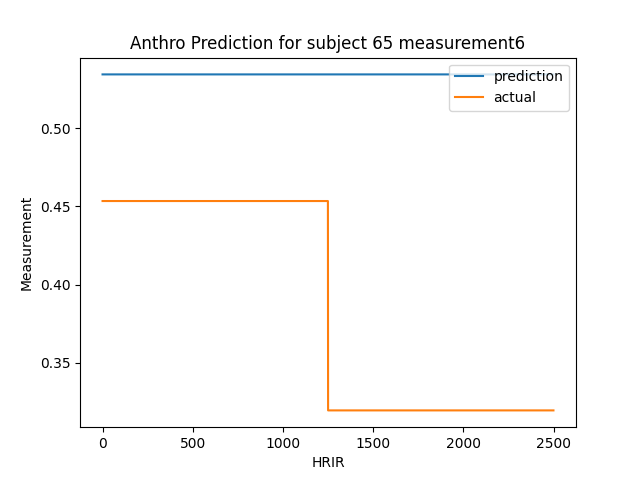 Anthro Prediction for subject 65 measurement6
prediction
actual
0.50
0.45
0.40
0.35
Measurement
0 500 1000 1500 2000 2500
HRIR